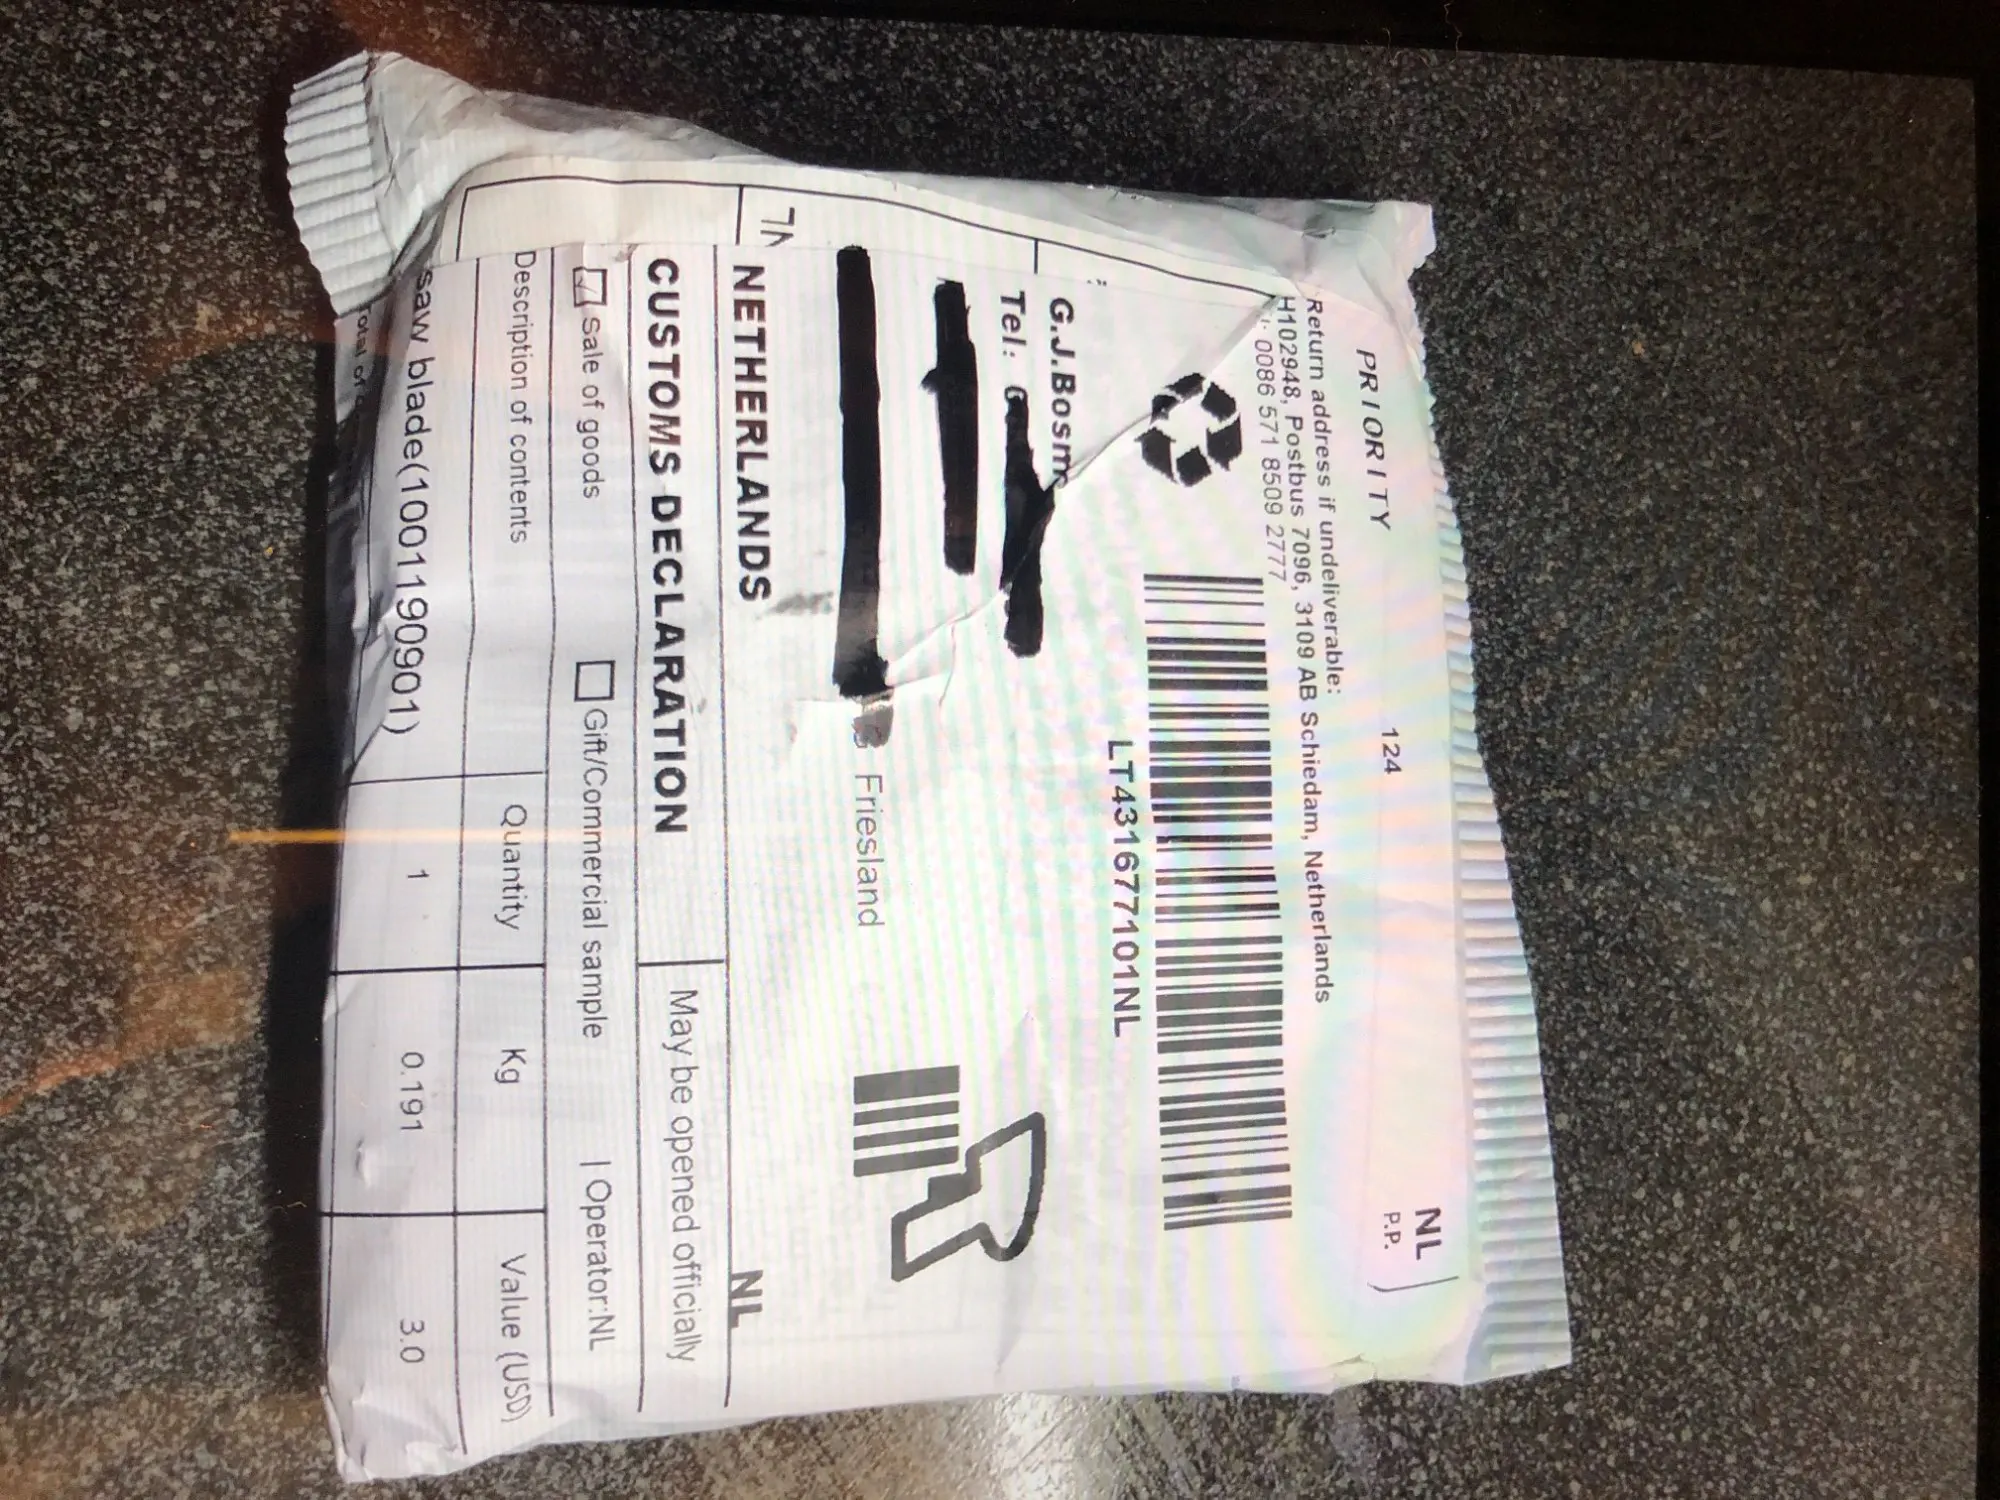 PRIORITY 124 NL
P.P.
Return address if undeliverable:
H102948, Postbus 7096, 3109 AB Schiedam, Netherlands
0086 571 8509 2777
LT431677101NL
G.J.Bosm
Tel:
Friesland
NETHERLANDS NL
CUSTOMS DECLARATION May be opened officially
Sale of goods Gift/Commercial sample Operator:NL
Description of contents Quantity Kg Value (USD)
saw blade(1001190901) 1 0.191 3.0
Total of